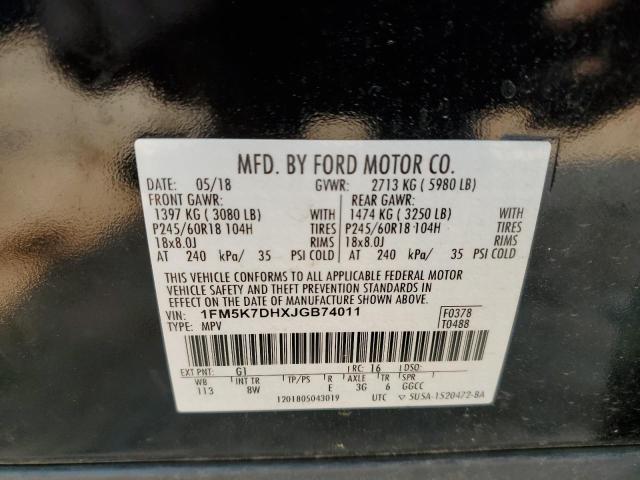 MFD. BY FORD MOTOR CO.
DATE: 05/18 GVWR: 2713 KG ( 5980 LB)
FRONT GAWR: REAR GAWR:
1397 KG ( 3080 LB) WITH 1474 KG ( 3250 LB) WITH
P245/60R18 104H TIRES P245/60R18 104H TIRES
18x8.0J RIMS 18x8.0J RIMS
AT 240 kPa/ 35 PSI COLD AT 240 kPa/ 35 PSI COLD
THIS VEHICLE CONFORMS TO ALL APPLICABLE FEDERAL MOTOR
VEHICLE SAFETY AND THEFT PREVENTION STANDARDS IN
EFFECT ON THE DATE OF MANUFACTURE SHOWN ABOVE.
VIN: 1FM5K7DHXJGB74011 F0378
TYPE: MPV T0488
EXT PNT: G1 RC: 16 DSO:
WB INT TR TP/PS R AXLE TR SPR
113 8W E 3G 6 GGCC
1201805043019 UTC ▽ 5U5A-1520472-BA